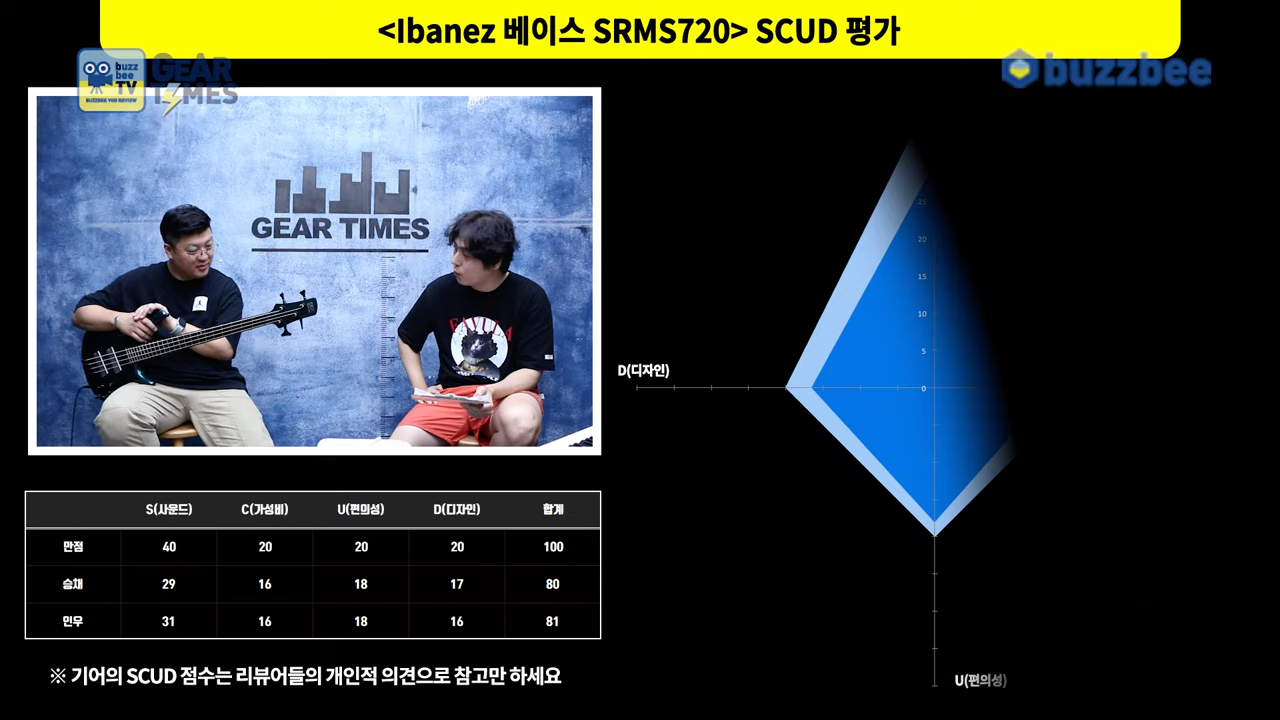 <Ibanez 베이스 SRMS720> SCUD 평가
buzz
bee
TV
BUZZBEE YOU REVIEW
GEAR
TIMES
buzzbee
GEAR TIMES
S(사운드) C(가성비) U(편의성) D(디자인) 합계
만점 40 20 20 20 100
승채 29 16 18 17 80
민우 31 16 18 16 81
※ 기어의 SCUD 점수는 리뷰어들의 개인적 의견으로 참고만 하세요
25
20
15
10
5
D(디자인)
0
U(편의성)